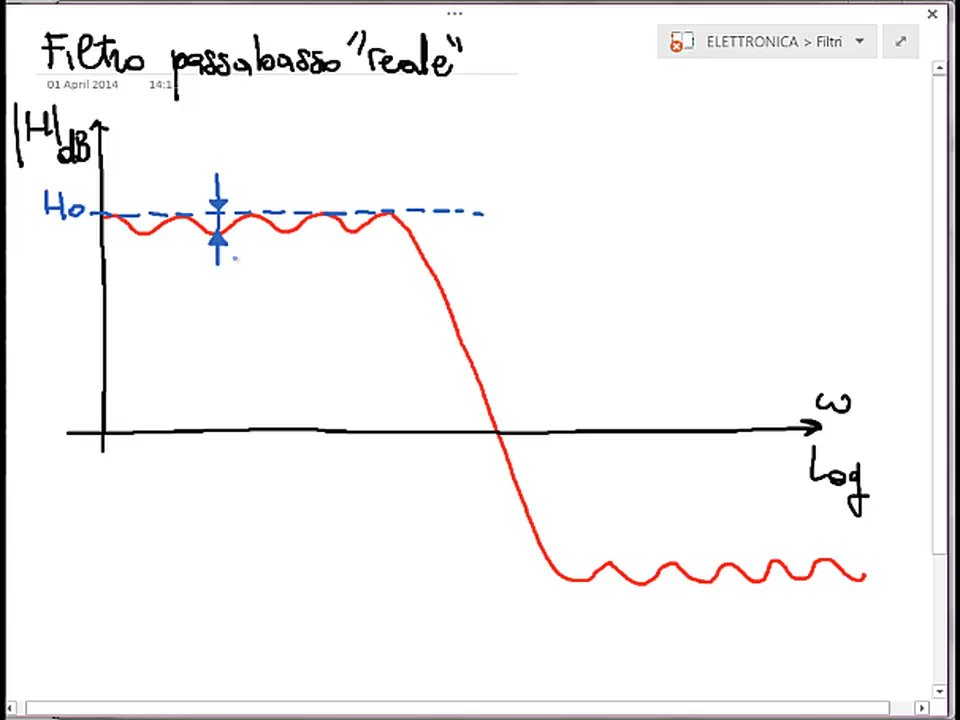 Filtro passabasso "reale"
ELETTRONICA > Filtri
01 April 2014
|H|dB
Ho
ω
Log